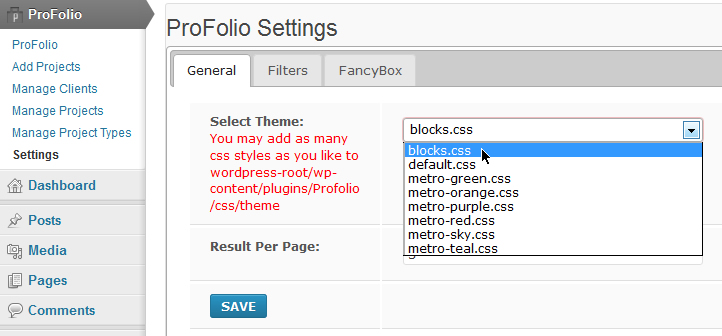 ProFolio
ProFolio
Add Projects
Manage Clients
Manage Projects
Manage Project Types
Settings
Dashboard
Posts
Media
Pages
Comments
ProFolio Settings
General
Filters
FancyBox
Select Theme:
You may add as many
css styles as you like to
wordpress-root/wp-
content/plugins/Profolio
/css/theme
blocks.css
blocks.css
default.css
metro-green.css
metro-orange.css
metro-purple.css
metro-red.css
metro-sky.css
metro-teal.css
Result Per Page:
SAVE